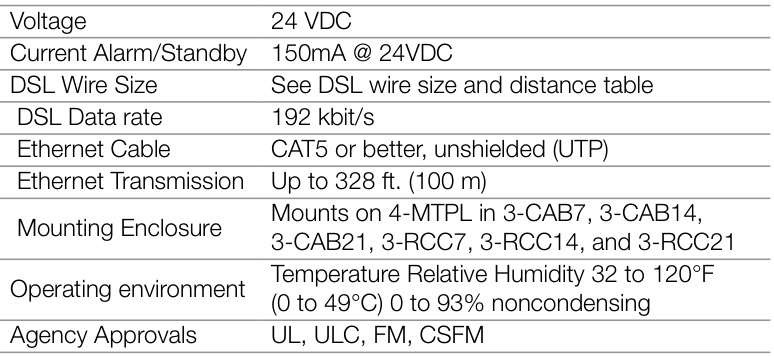 Voltage 24 VDC
Current Alarm/Standby 150mA @ 24VDC
DSL Wire Size See DSL wire size and distance table
DSL Data rate 192 kbit/s
Ethernet Cable CAT5 or better, unshielded (UTP)
Ethernet Transmission Up to 328 ft. (100 m)
Mounting Enclosure Mounts on 4-MTPL in 3-CAB7, 3-CAB14,
3-CAB21, 3-RCC7, 3-RCC14, and 3-RCC21
Operating environment Temperature Relative Humidity 32 to 120°F
(0 to 49°C) 0 to 93% noncondensing
Agency Approvals UL, ULC, FM, CSFM